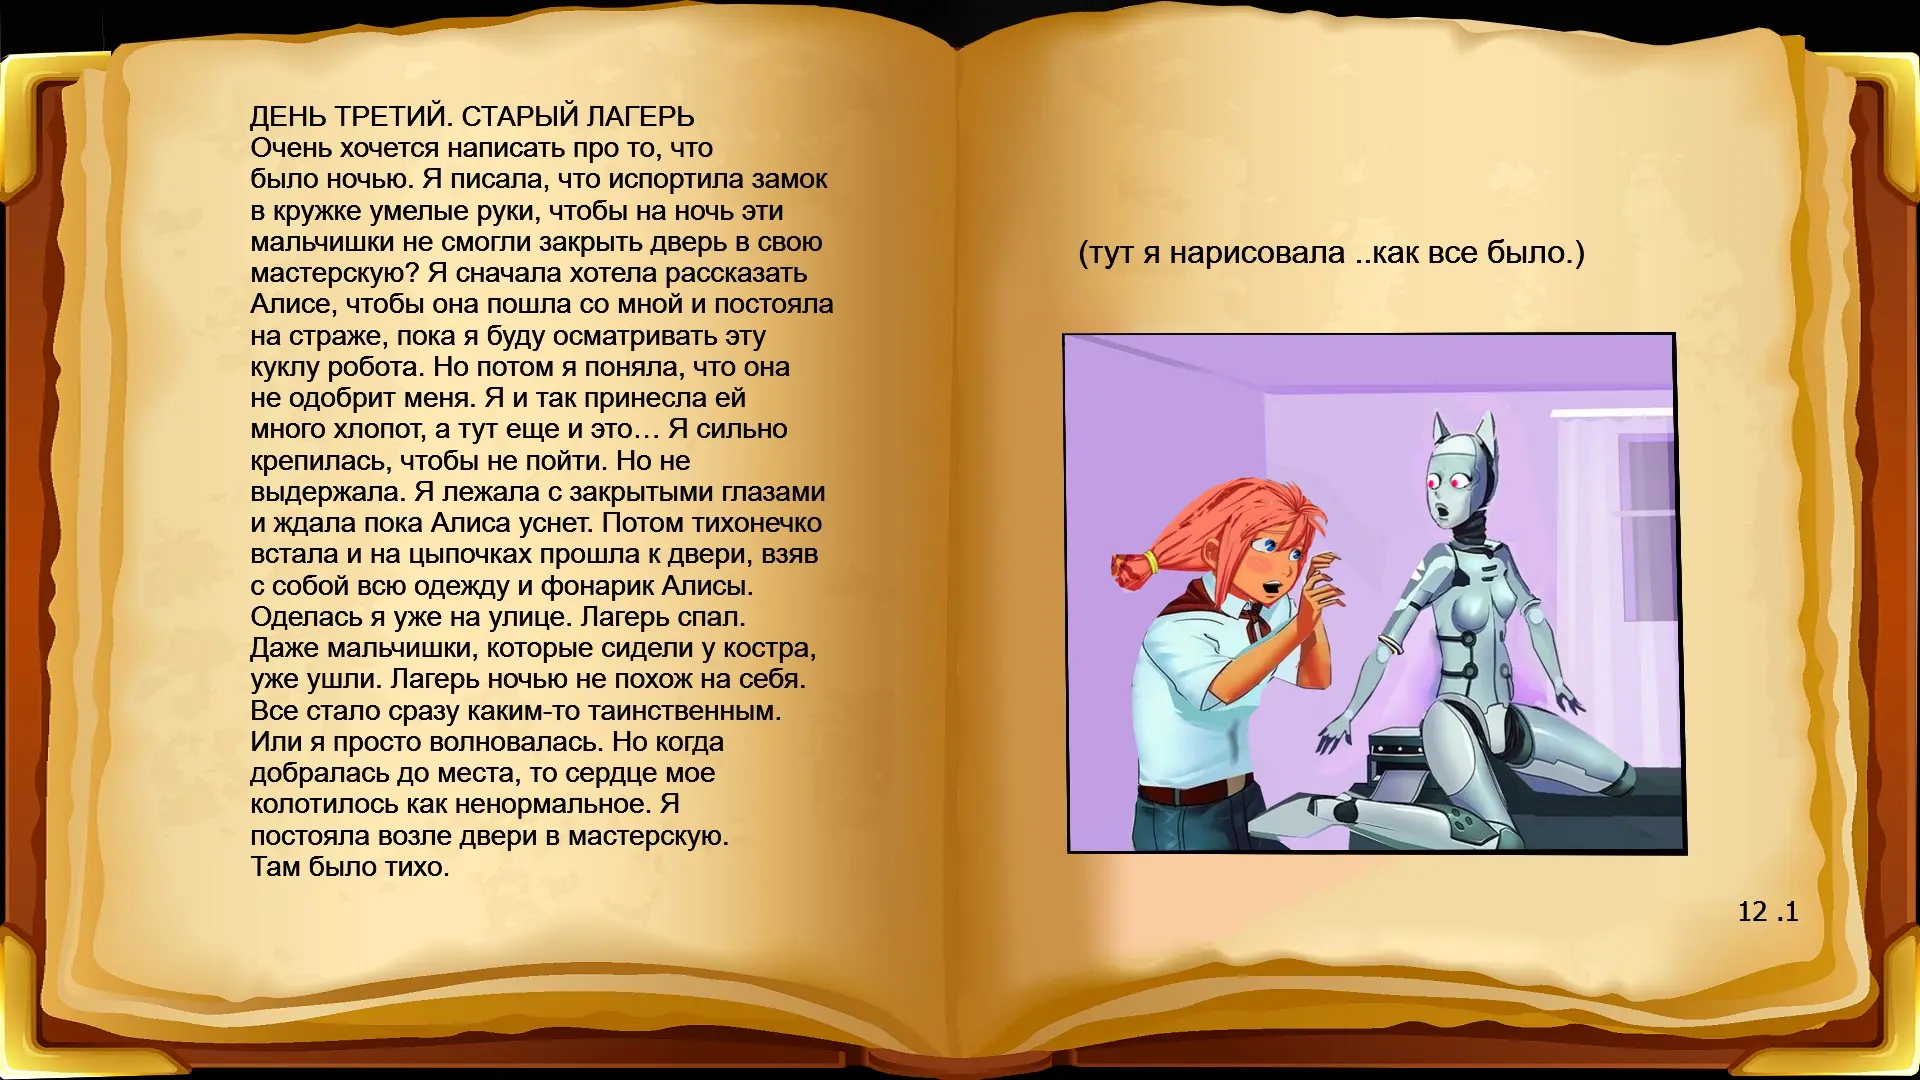 ДЕНЬ ТРЕТИЙ. СТАРЫЙ ЛАГЕРЬ
Очень хочется написать про то, что
было ночью. Я писала, что испортила замок
в кружке умелые руки, чтобы на ночь эти
мальчишки не смогли закрыть дверь в свою
мастерскую? Я сначала хотела рассказать
Алисе, чтобы она пошла со мной и постояла
на страже, пока я буду осматривать эту
куклу робота. Но потом я поняла, что она
не одобрит меня. Я и так принесла ей
много хлопот, а тут еще и это… Я сильно
крепилась, чтобы не пойти. Но не
выдержала. Я лежала с закрытыми глазами
и ждала пока Алиса уснет. Потом тихонечко
встала и на цыпочках прошла к двери, взяв
с собой всю одежду и фонарик Алисы.
Оделась я уже на улице. Лагерь спал.
Даже мальчишки, которые сидели у костра,
уже ушли. Лагерь ночью не похож на себя.
Все стало сразу каким-то таинственным.
Или я просто волновалась. Но когда
добралась до места, то сердце мое
колотилось как ненормальное. Я
постояла возле двери в мастерскую.
Там было тихо.
(тут я нарисовала ..как все было.)
12 .1